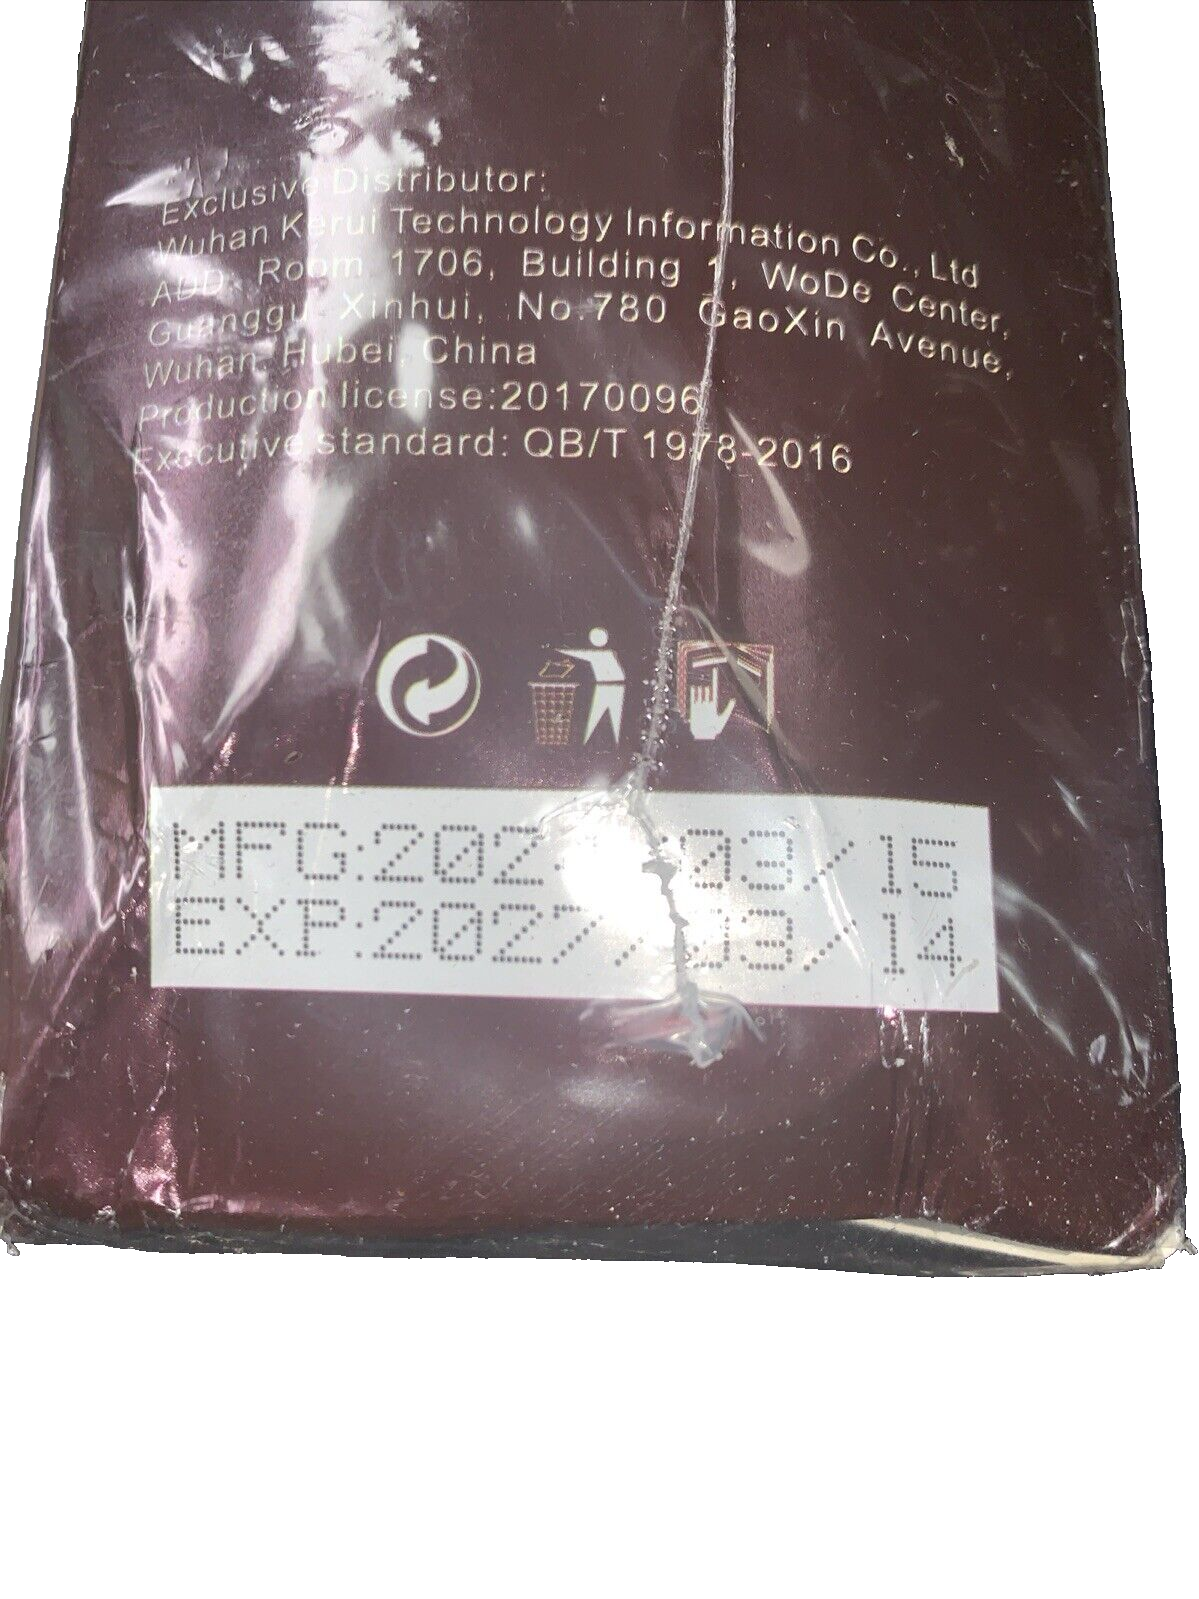 Exclusive Distributor:
Wuhan Kerui Technology Information Co., Ltd
ADD: Room 1706, Building 1, WoDe Center,
Guanggu Xinhui, No.780 GaoXin Avenue,
Wuhan, Hubei, China
Production license:20170096
Executive standard: QB/T 1978-2016
EXP:2027/03/14